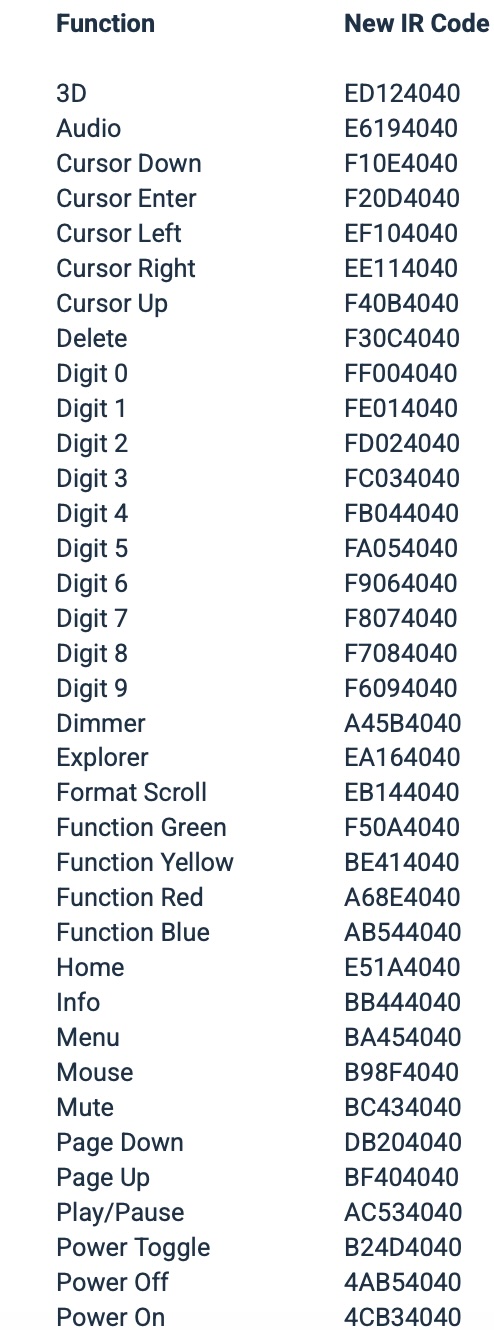 Function New IR Code
3D ED124040
Audio E6194040
Cursor Down F10E4040
Cursor Enter F20D4040
Cursor Left EF104040
Cursor Right EE114040
Cursor Up F40B4040
Delete F30C4040
Digit 0 FF004040
Digit 1 FE014040
Digit 2 FD024040
Digit 3 FC034040
Digit 4 FB044040
Digit 5 FA054040
Digit 6 F9064040
Digit 7 F8074040
Digit 8 F7084040
Digit 9 F6094040
Dimmer A45B4040
Explorer EA164040
Format Scroll EB144040
Function Green F50A4040
Function Yellow BE414040
Function Red A68E4040
Function Blue AB544040
Home E51A4040
Info BB444040
Menu BA454040
Mouse B98F4040
Mute BC434040
Page Down DB204040
Page Up BF404040
Play/Pause AC534040
Power Toggle B24D4040
Power Off 4AB54040
Power On 4CB34040